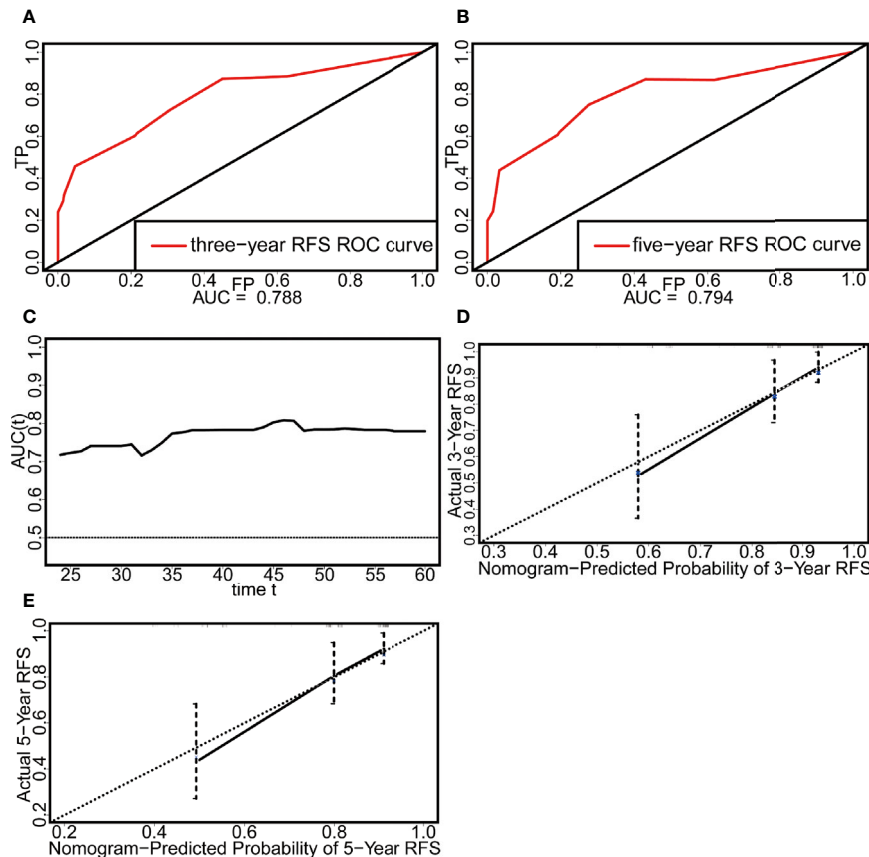 A
TP
0.0 0.2 0.4 0.6 0.8 1.0
three−year RFS ROC curve
0.0 0.2 0.4 0.6 0.8 1.0
FP
AUC = 0.788
B
TP
0.0 0.2 0.4 0.6 0.8 1.0
five−year RFS ROC curve
0.0 0.2 0.4 0.6 0.8 1.0
FP
AUC = 0.794
C
AUC(t)
0.5 0.6 0.7 0.8 0.9 1.0
25 30 35 40 45 50 55 60
time t
D
Actual 3−Year RFS
0.3 0.4 0.5 0.6 0.7 0.8 0.9 1.0
0.3 0.4 0.5 0.6 0.7 0.8 0.9 1.0
Nomogram−Predicted Probability of 3−Year RFS
E
Actual 5−Year RFS
0.2 0.4 0.6 0.8 1.0
0.2 0.4 0.6 0.8 1.0
Nomogram−Predicted Probability of 5−Year RFS